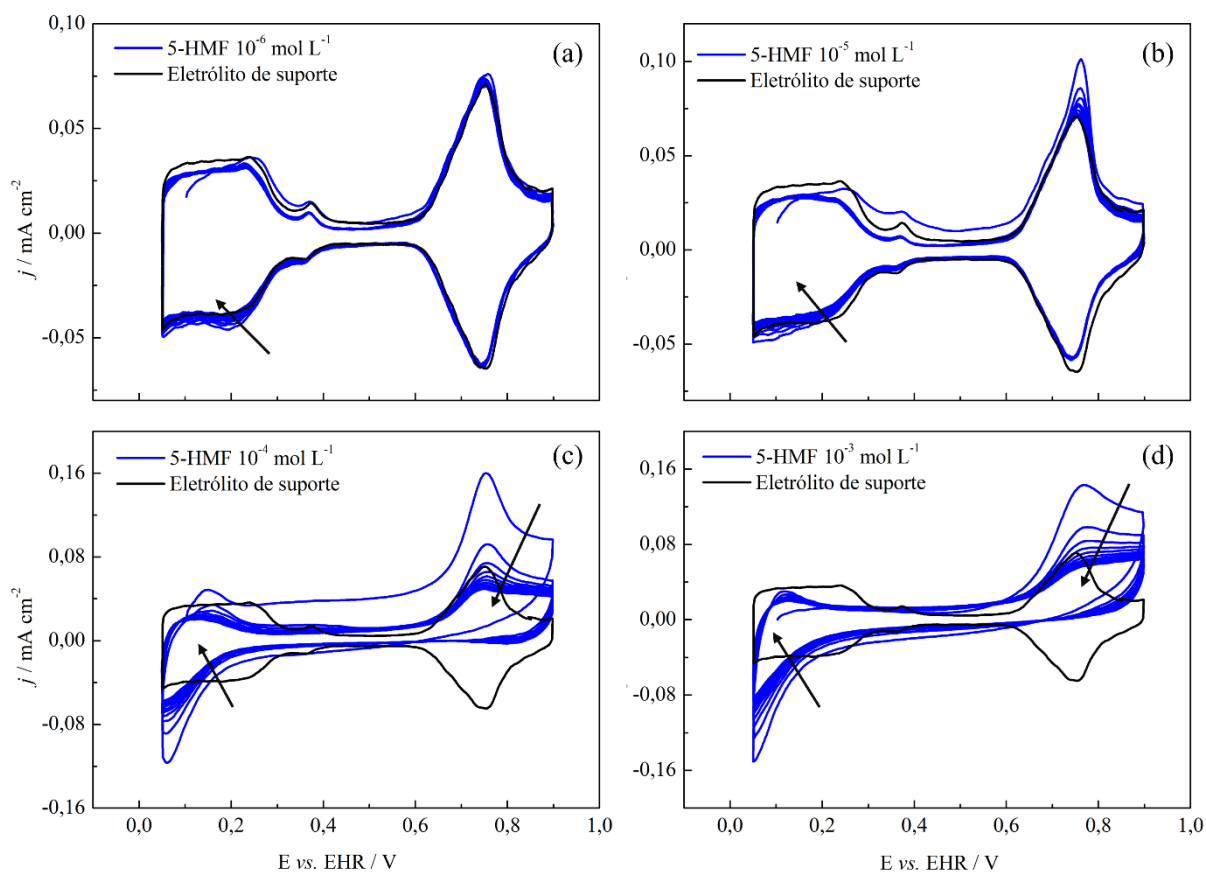 5-HMF 10⁻⁶ mol L⁻¹
Eletrólito de suporte
(a)
0,10
0,05
0,00
-0,05
j / mA cm⁻²
5-HMF 10⁻⁵ mol L⁻¹
Eletrólito de suporte
(b)
0,10
0,05
0,00
-0,05
5-HMF 10⁻⁴ mol L⁻¹
Eletrólito de suporte
(c)
0,16
0,08
0,00
-0,08
-0,16
j / mA cm⁻²
0,0 0,2 0,4 0,6 0,8 1,0
E vs. EHR / V
5-HMF 10⁻³ mol L⁻¹
Eletrólito de suporte
(d)
0,16
0,08
0,00
-0,08
-0,16
0,0 0,2 0,4 0,6 0,8 1,0
E vs. EHR / V